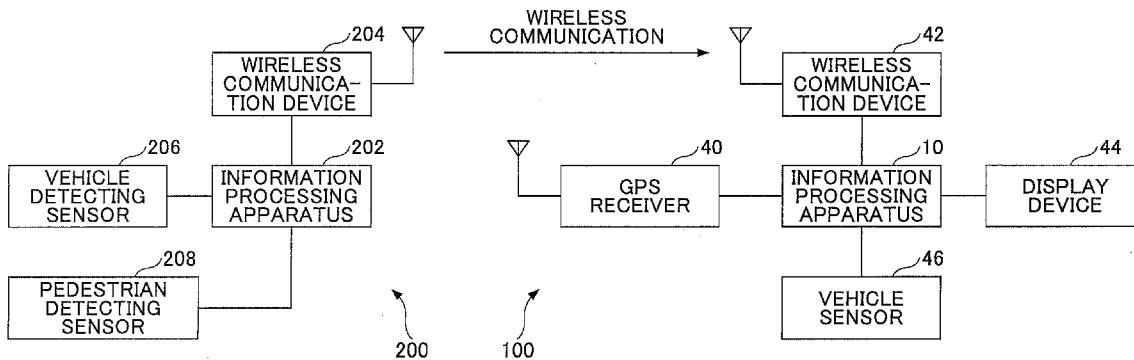 WIRELESS
COMMUNICATION
204
WIRELESS
COMMUNICA-
TION DEVICE
42
WIRELESS
COMMUNICA-
TION DEVICE
206
VEHICLE
DETECTING
SENSOR
202
INFORMATION
PROCESSING
APPARATUS
40
GPS
RECEIVER
10
INFORMATION
PROCESSING
APPARATUS
44
DISPLAY
DEVICE
208
PEDESTRIAN
DETECTING
SENSOR
46
VEHICLE
SENSOR
200
100